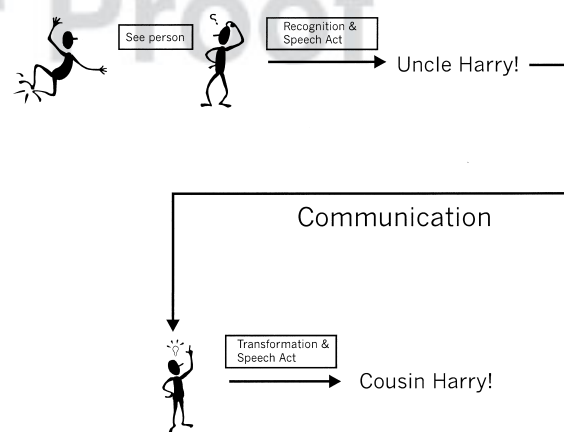 Proof
See person
Recognition &
Speech Act
Uncle Harry!
Communication
Transformation &
Speech Act
Cousin Harry!